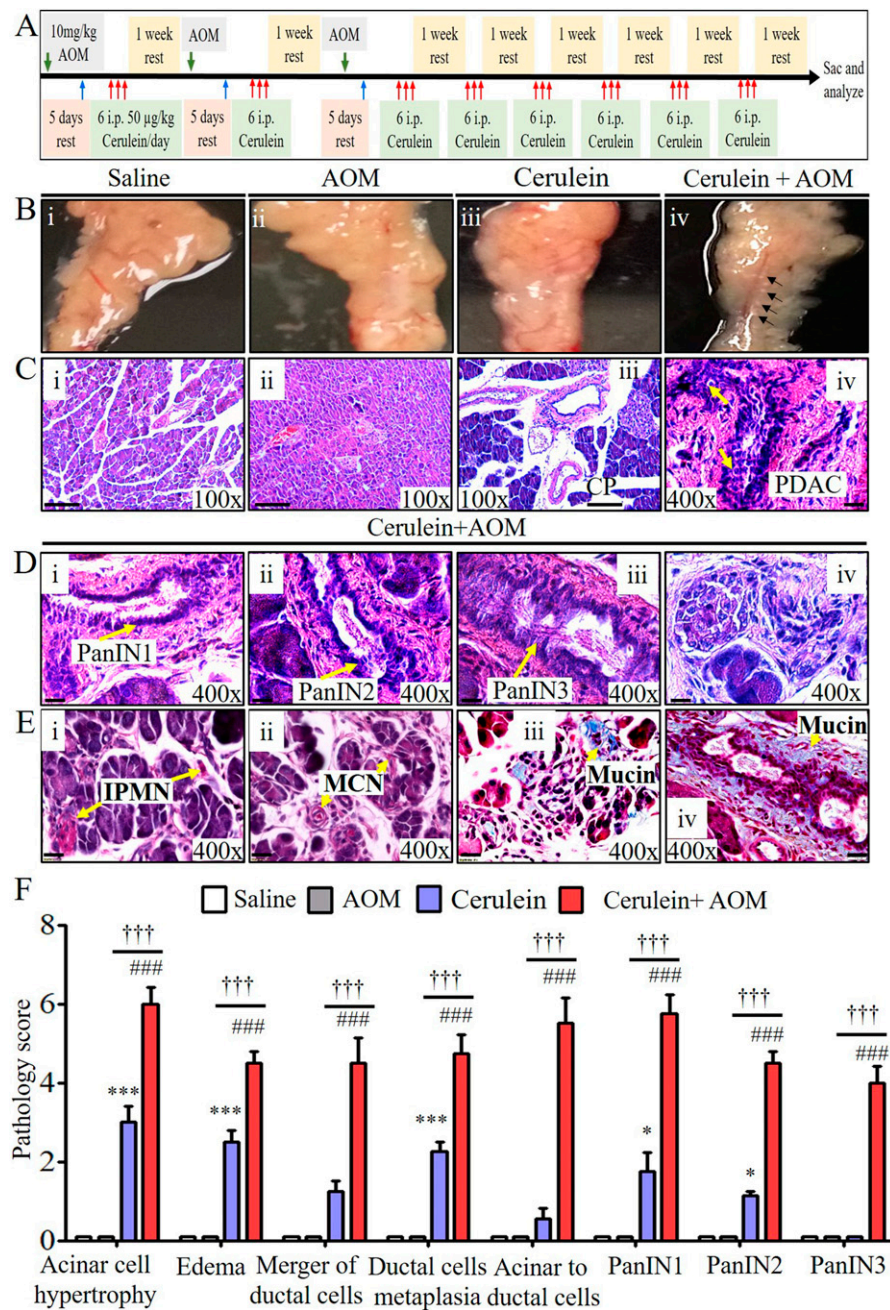 A
10mg/kg
AOM
1 week
rest
AOM
1 week
rest
AOM
1 week
rest
1 week
rest
1 week
rest
1 week
rest
1 week
rest
1 week
rest
Sac and
analyze
5 days
rest
6 i.p. 50 µg/kg
Cerulein/day
5 days
rest
6 i.p.
Cerulein
5 days
rest
6 i.p.
Cerulein
6 i.p.
Cerulein
6 i.p.
Cerulein
6 i.p.
Cerulein
6 i.p.
Cerulein
6 i.p.
Cerulein
Saline AOM Cerulein Cerulein + AOM
B i ii iii iv
C i ii iii iv
CP PDAC
100x 100x 100x 400x
Cerulein+AOM
D i ii iii iv
PanIN1 PanIN2 PanIN3
400x 400x 400x 400x
E i ii iii Mucin
IPMN MCN Mucin
iv
400x 400x 400x 400x
F Saline AOM Cerulein Cerulein+ AOM
Pathology score
8
6
4
2
0
††† ††† ††† ††† ††† ††† ††† †††
### ### ### ### ### ### ### ###
*** *** *** * *
Acinar cell
hypertrophy
Edema
Merger of
ductal cells
Ductal cells
metaplasia
Acinar to
ductal cells
PanIN1
PanIN2
PanIN3